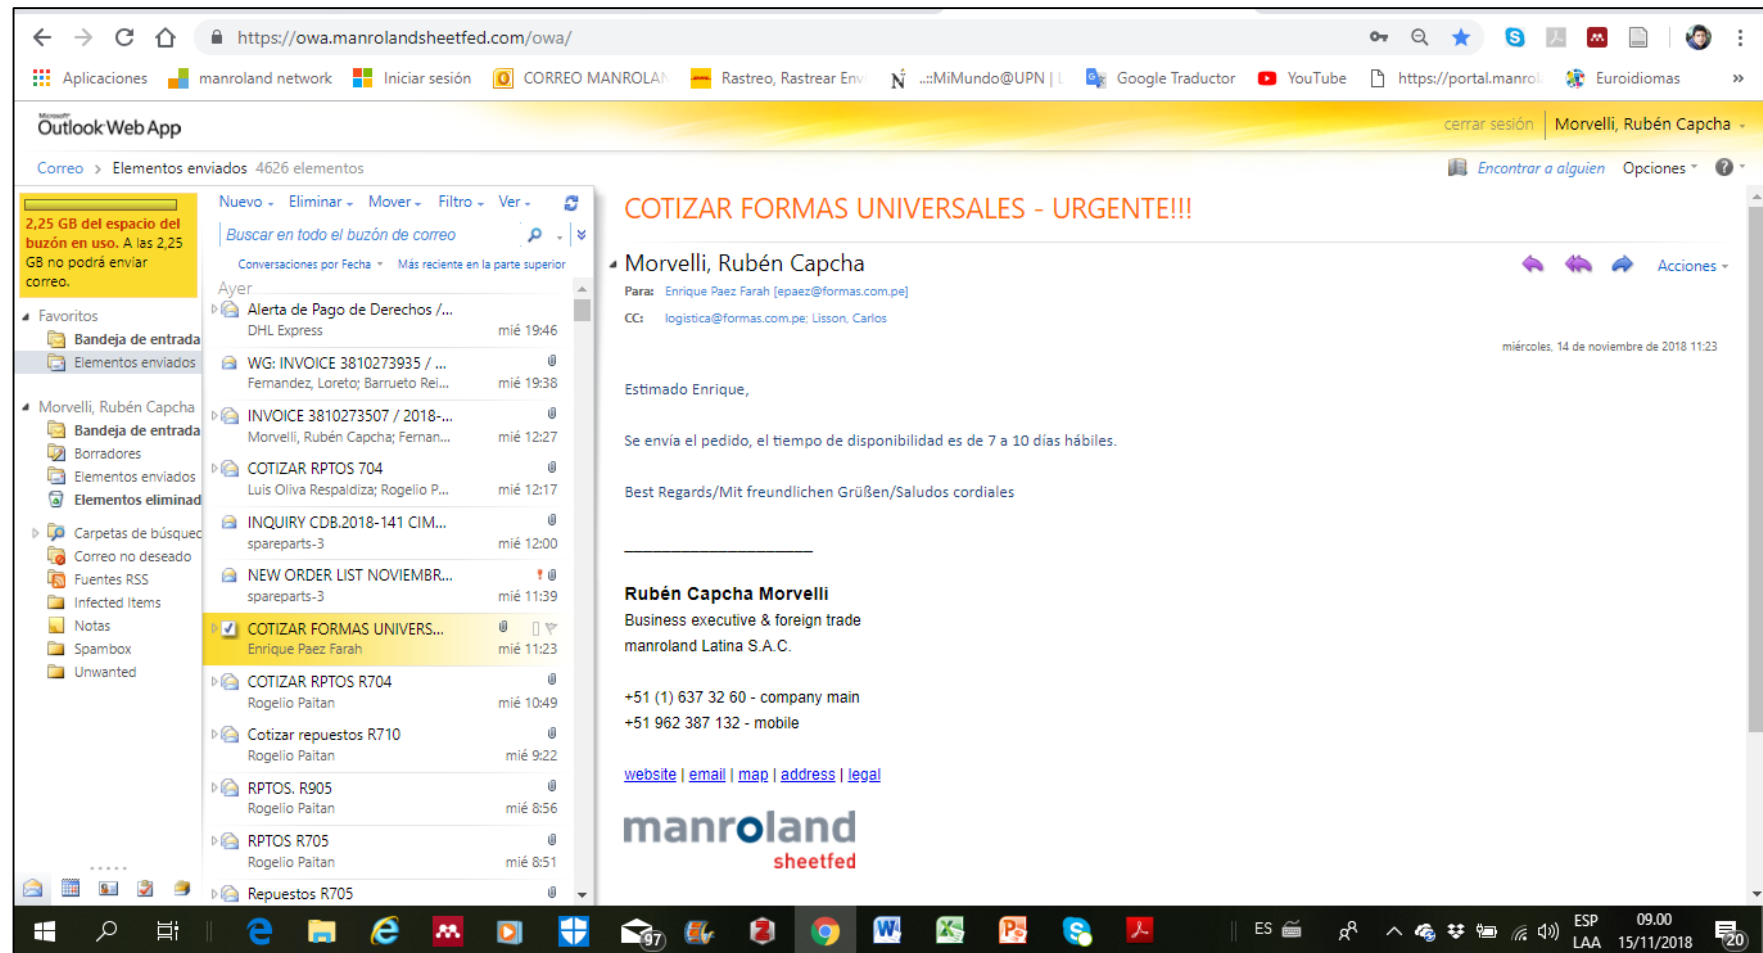 https://owa.manrolandsheetfed.com/owa/
Aplicaciones manroland network Iniciar sesión CORREO MANROLAN Rastreo, Rastrear Env ..::MiMundo@UPN | L Google Traductor YouTube https://portal.manrol Euroidiomas »
Microsoft®
Outlook Web App
cerrar sesión Morvelli, Rubén Capcha
Correo > Elementos enviados 4626 elementos
Encontrar a alguien Opciones
2,25 GB del espacio del
buzón en uso. A las 2,25
GB no podrá enviar
correo.
Favoritos
Bandeja de entrada
Elementos enviados
Morvelli, Rubén Capcha
Bandeja de entrada
Borradores
Elementos enviados
Elementos eliminad
Carpetas de búsquec
Correo no deseado
Fuentes RSS
Infected Items
Notas
Spambox
Unwanted
Nuevo Eliminar Mover Filtro Ver
Buscar en todo el buzón de correo
Conversaciones por Fecha Más reciente en la parte superior
Ayer
Alerta de Pago de Derechos /...
DHL Express mié 19:46
WG: INVOICE 3810273935 / ...
Fernandez, Loreto; Barrueto Rei... mié 19:38
INVOICE 3810273507 / 2018-...
Morvelli, Rubén Capcha; Fernan... mié 12:27
COTIZAR RPTOS 704
Luis Oliva Respaldiza; Rogelio P... mié 12:17
INQUIRY CDB.2018-141 CIM...
spareparts-3 mié 12:00
NEW ORDER LIST NOVIEMBR...
spareparts-3 mié 11:39
COTIZAR FORMAS UNIVERS...
Enrique Paez Farah mié 11:23
COTIZAR RPTOS R704
Rogelio Paitan mié 10:49
Cotizar repuestos R710
Rogelio Paitan mié 9:22
RPTOS. R905
Rogelio Paitan mié 8:56
RPTOS R705
Rogelio Paitan mié 8:51
Repuestos R705
COTIZAR FORMAS UNIVERSALES - URGENTE!!!
Morvelli, Rubén Capcha
Acciones
Para: Enrique Paez Farah [epaez@formas.com.pe]
CC: logistica@formas.com.pe; Lisson, Carlos
miércoles, 14 de noviembre de 2018 11:23
Estimado Enrique,
Se envía el pedido, el tiempo de disponibilidad es de 7 a 10 días hábiles.
Best Regards/Mit freundlichen Grüßen/Saludos cordiales
Rubén Capcha Morvelli
Business executive & foreign trade
manroland Latina S.A.C.
+51 (1) 637 32 60 - company main
+51 962 387 132 - mobile
website | email | map | address | legal
manroland
sheetfed
97
ES
ESP
LAA
09.00
15/11/2018
20